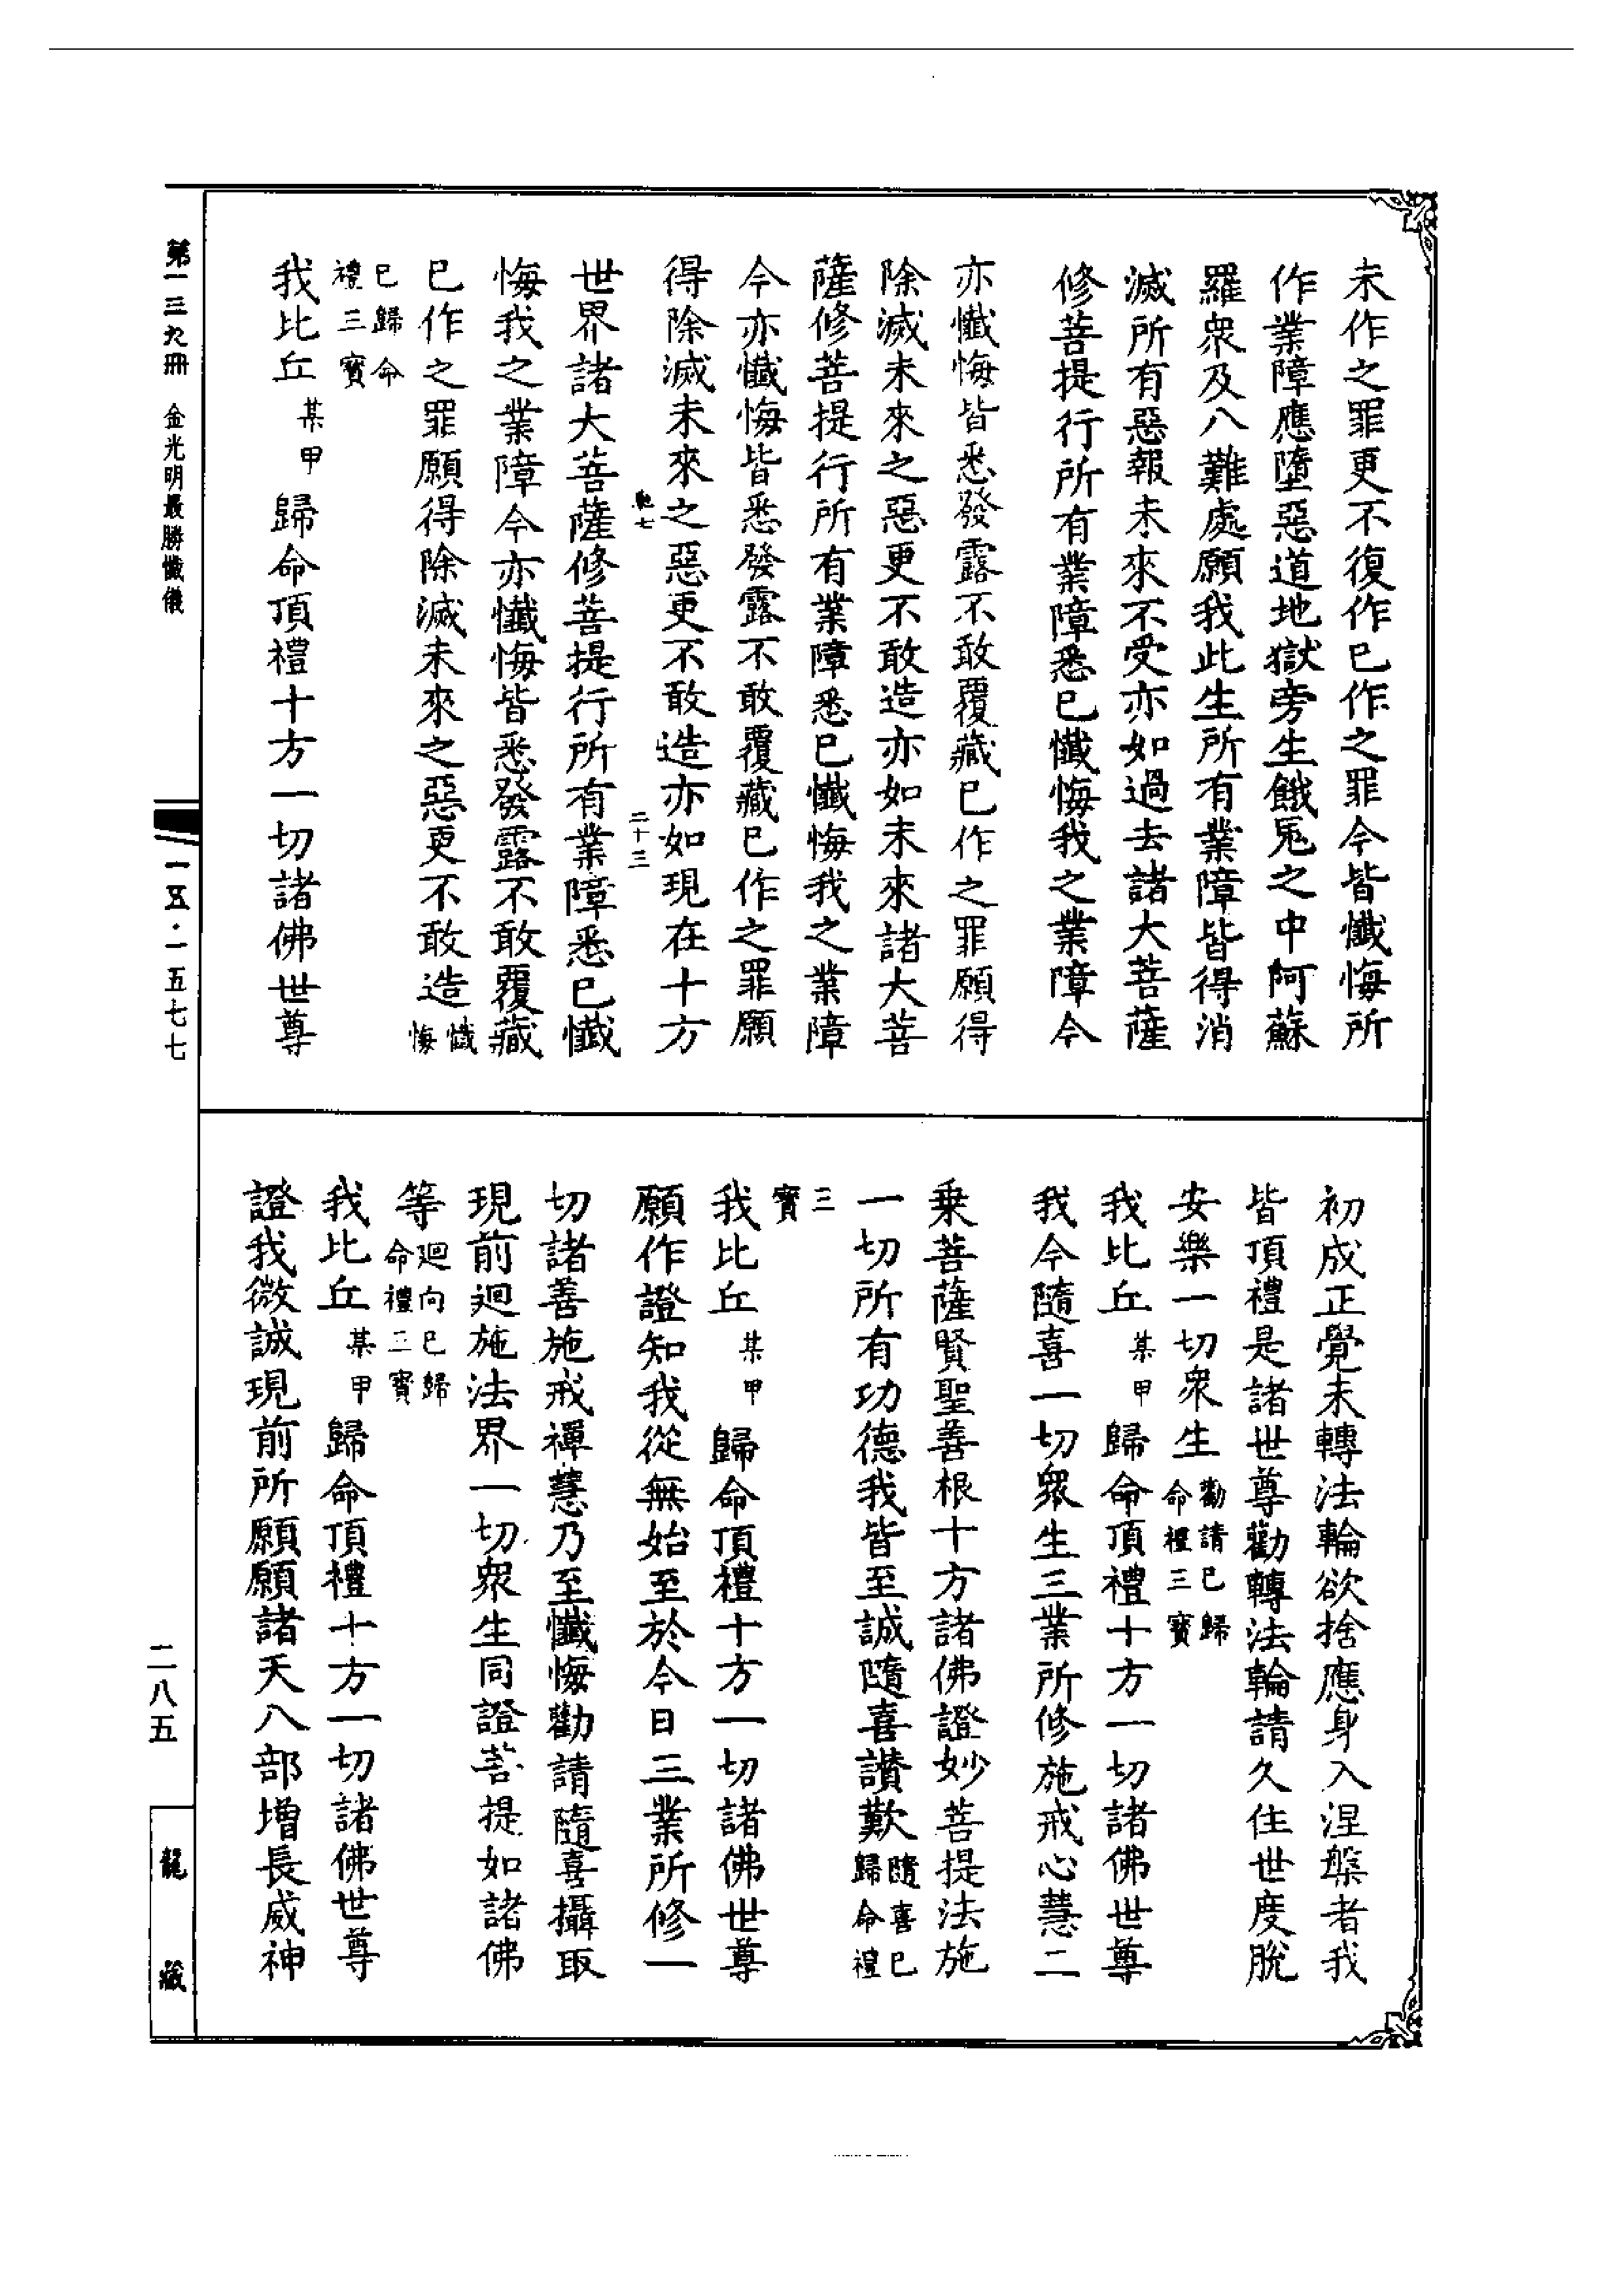 未作之罪更不復作已作之罪今皆懺悔所
作業障應墮惡道地獄旁生餓鬼之中阿蘇
羅衆及八難處願我此生所有業障皆得消
滅所有惡報未來不受亦如過去諸大菩薩
修菩提行所有業障悉已懺悔我之業障今
亦懺悔皆悉發露不敢覆藏已作之罪願得
除滅未來之惡更不敢造亦如未來諸大菩
薩修菩提行所有業障悉已懺悔我之業障
今亦懺悔皆悉發露不敢覆藏已作之罪願
得除滅未來之惡更不敢造亦如現在十方
七 二十三
世界諸大菩薩修菩提行所有業障悉已懺
悔我之業障今亦懺悔皆悉發露不敢覆藏
已作之罪願得除滅未來之惡更不敢造懺悔
已歸命
禮三寶
我比丘某甲歸命頂禮十方一切諸佛世尊
初成正覺未轉法輪欲捨應身入涅槃者我
皆頂禮是諸世尊勸轉法輪請久住世度脫
安樂一切衆生勸請已歸命禮三寶
我比丘某甲歸命頂禮十方一切諸佛世尊
我今隨喜一切衆生三業所修施戒心慧二
乗菩薩賢聖善根十方諸佛證妙菩提法施
一切所有功德我皆至誠隨喜讚歎隨喜已歸命禮
三寶
我比丘某甲歸命頂禮十方一切諸佛世尊
願作證知我從無始至於今日三業所修一
切諸善施戒禪慧乃至懺悔勸請隨喜攝取
現前廻施法界一切衆生同證菩提如諸佛
等廻向已歸命禮三寶
我比丘某甲歸命頂禮十方一切諸佛世尊
證我微誠現前所願願諸天八部增長威神
第一三九冊 金光明最勝懺儀
一五·一五七七
二八五
龍藏